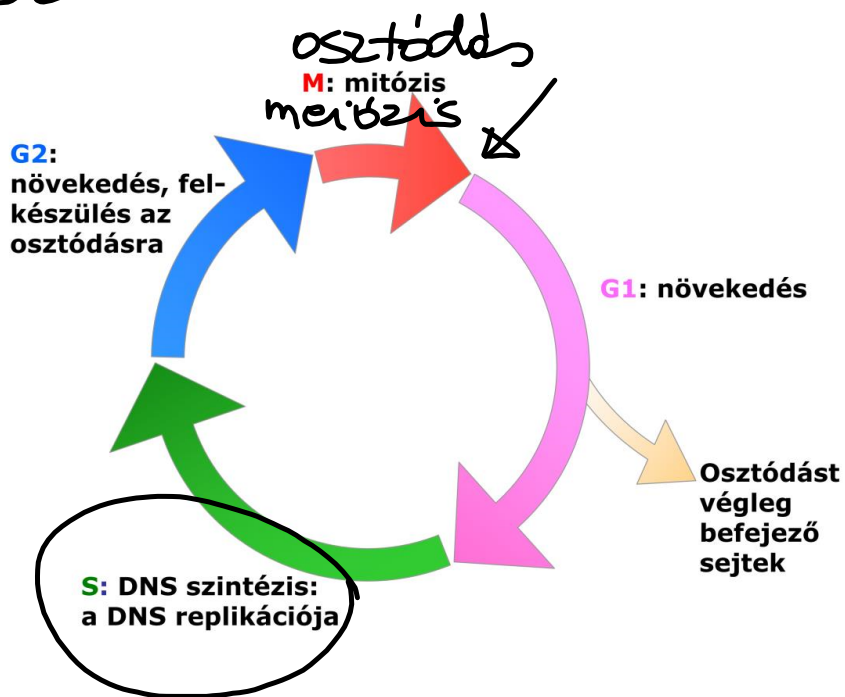 osztódás
M: mitózis
meiózis
G2:
növekedés, fel-
készülés az
osztódásra
G1: növekedés
Osztódást
végleg
befejező
sejtek
S: DNS szintézis:
a DNS replikációja